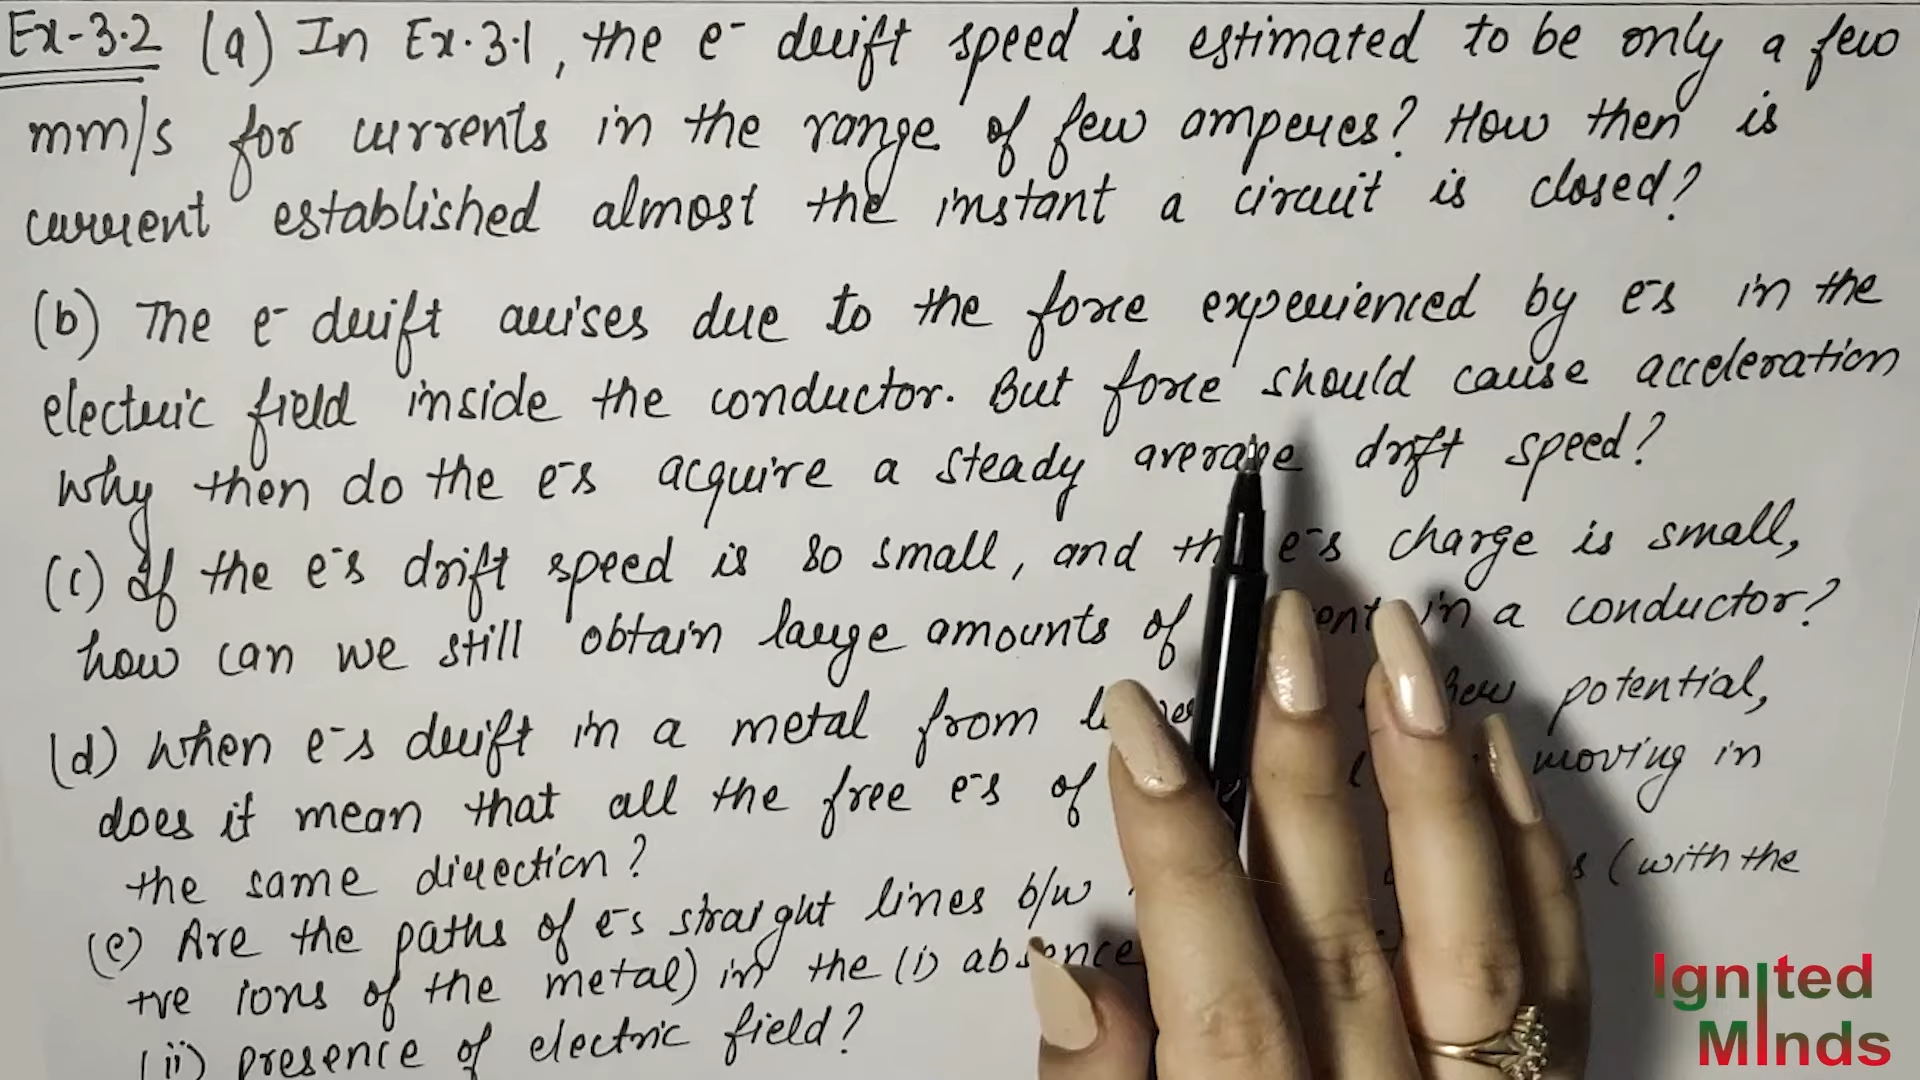 Ex-3.2 (a) In Ex.3.1, the e⁻ drift speed is estimated to be only a few
mm/s for currents in the range of few amperes? How then is
current established almost the instant a circuit is closed?
(b) The e⁻ drift arises due to the force experienced by e⁻s in the
electric field inside the conductor. But force should cause acceleration
Why then do the e⁻s acquire a steady average drift speed?
(c) If the e⁻s drift speed is so small, and e⁻s charge is small,
how can we still obtain large amounts of in a conductor?
(d) When e⁻s drift in a metal from potential,
does it mean that all the free e⁻s of moving in
the same direction?
(e) Are the paths of e⁻s straight lines b/w (with the
+ve ions of the metal) in the (i) absence
(ii) presence of electric field?
Ignited
Minds